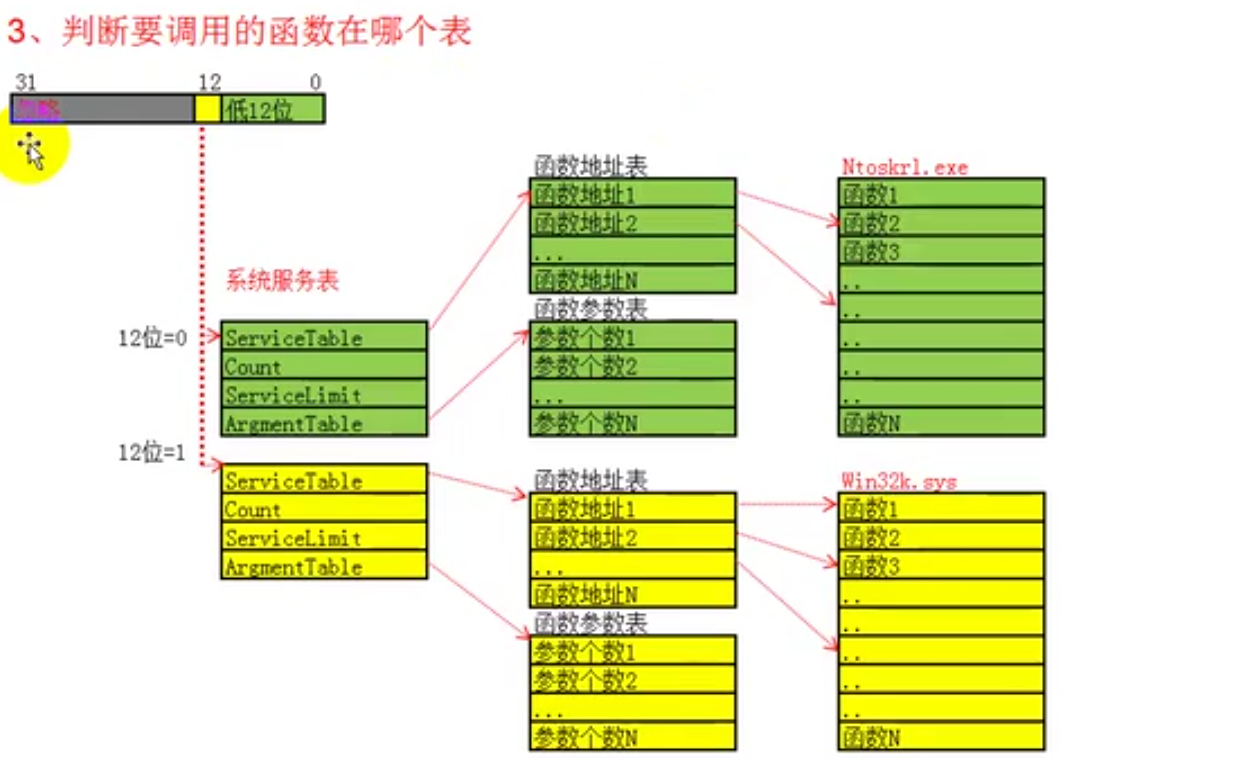 3、判断要调用的函数在哪个表
31 12 0
忽略 低12位
函数地址表
函数地址1
函数地址2
...
函数地址N
函数参数表
参数个数1
参数个数2
...
参数个数N
Ntoskrl.exe
函数1
函数2
函数3
..
..
..
..
..
函数N
系统服务表
12位=0
ServiceTable
Count
ServiceLimit
ArgmentTable
12位=1
ServiceTable
Count
ServiceLimit
ArgmentTable
函数地址表
函数地址1
函数地址2
...
函数地址N
函数参数表
参数个数1
参数个数2
...
参数个数N
Win32k.sys
函数1
函数2
函数3
..
..
..
..
..
函数N